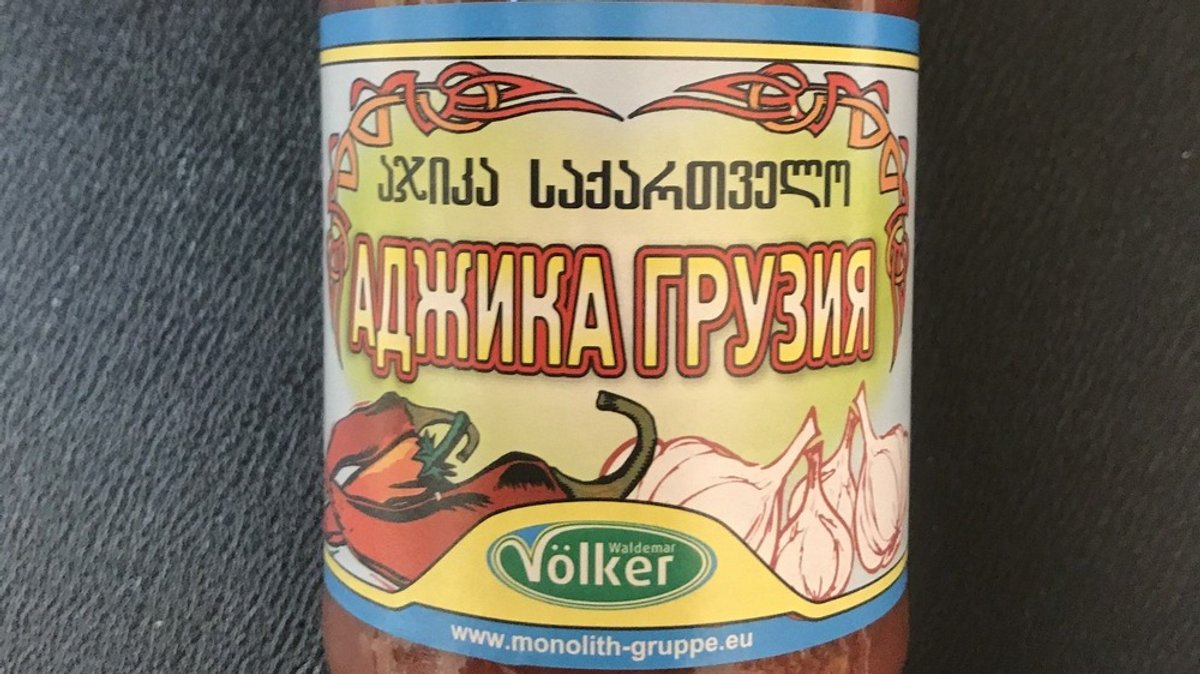 აჯიკა საქართველო
АДЖИКА ГРУЗИЯ
Waldemar
Völker
www.monolith-gruppe.eu